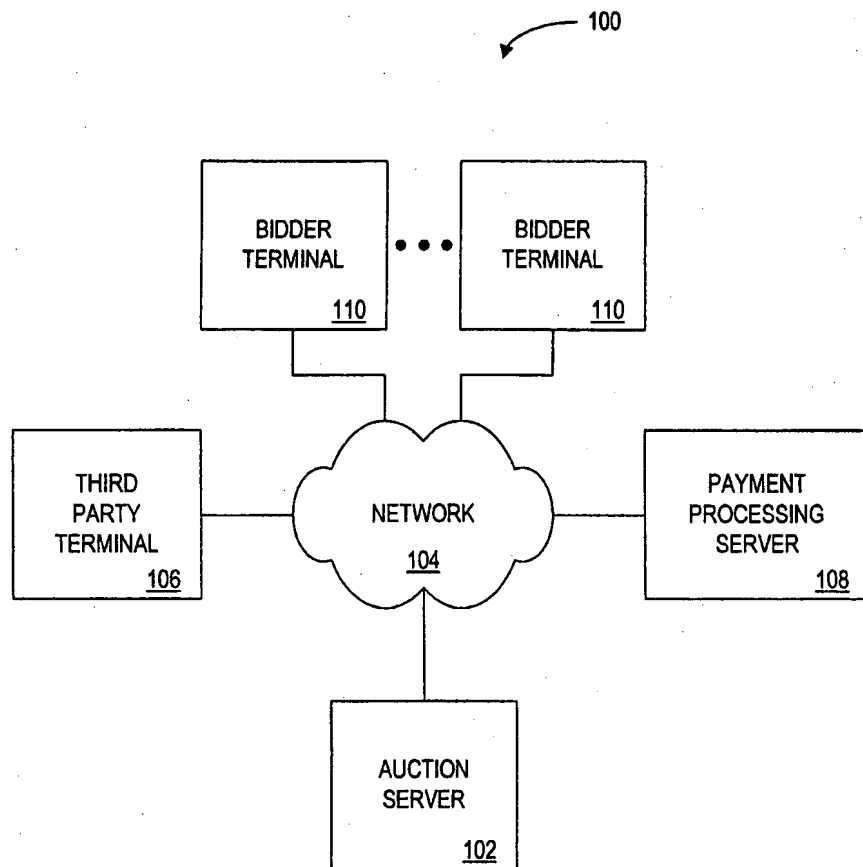 100
BIDDER
TERMINAL
110
BIDDER
TERMINAL
110
THIRD
PARTY
TERMINAL
106
NETWORK
104
PAYMENT
PROCESSING
SERVER
108
AUCTION
SERVER
102